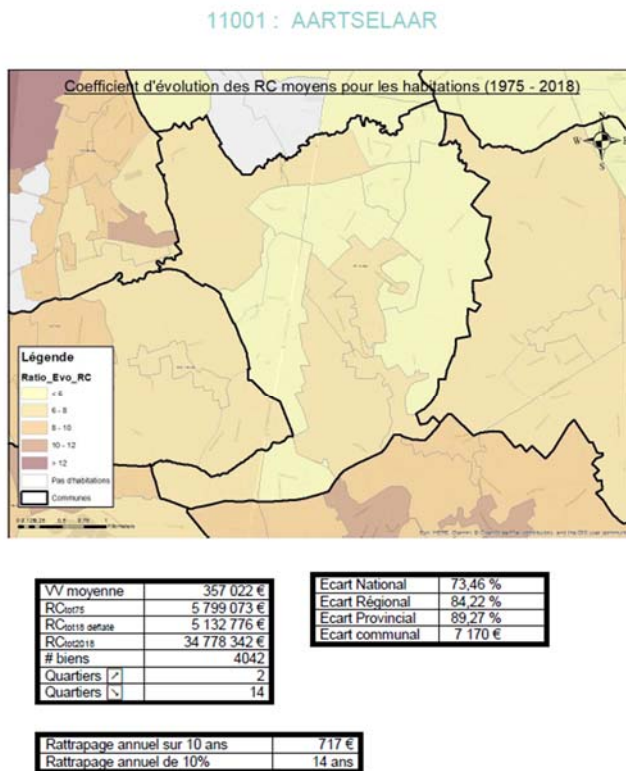 11001 : AARTSELAAR
Coefficient d'évolution des RC moyens pour les habitations (1975 - 2018)
N
W
E
S
Légende
Ratio_Evo_RC
< 6
6 - 8
8 - 10
10 - 12
> 12
Pas d'habitations
Communes
VV moyenne 357 022 €
RCtot75 5 799 073 €
RCtot18 deflaté 5 132 776 €
RCtot2018 34 778 342 €
# biens 4042
Quartiers ↗ 2
Quartiers ↘ 14
Ecart National 73,46 %
Ecart Régional 84,22 %
Ecart Provincial 89,27 %
Ecart communal 7 170 €
Rattrapage annuel sur 10 ans 717 €
Rattrapage annuel de 10% 14 ans